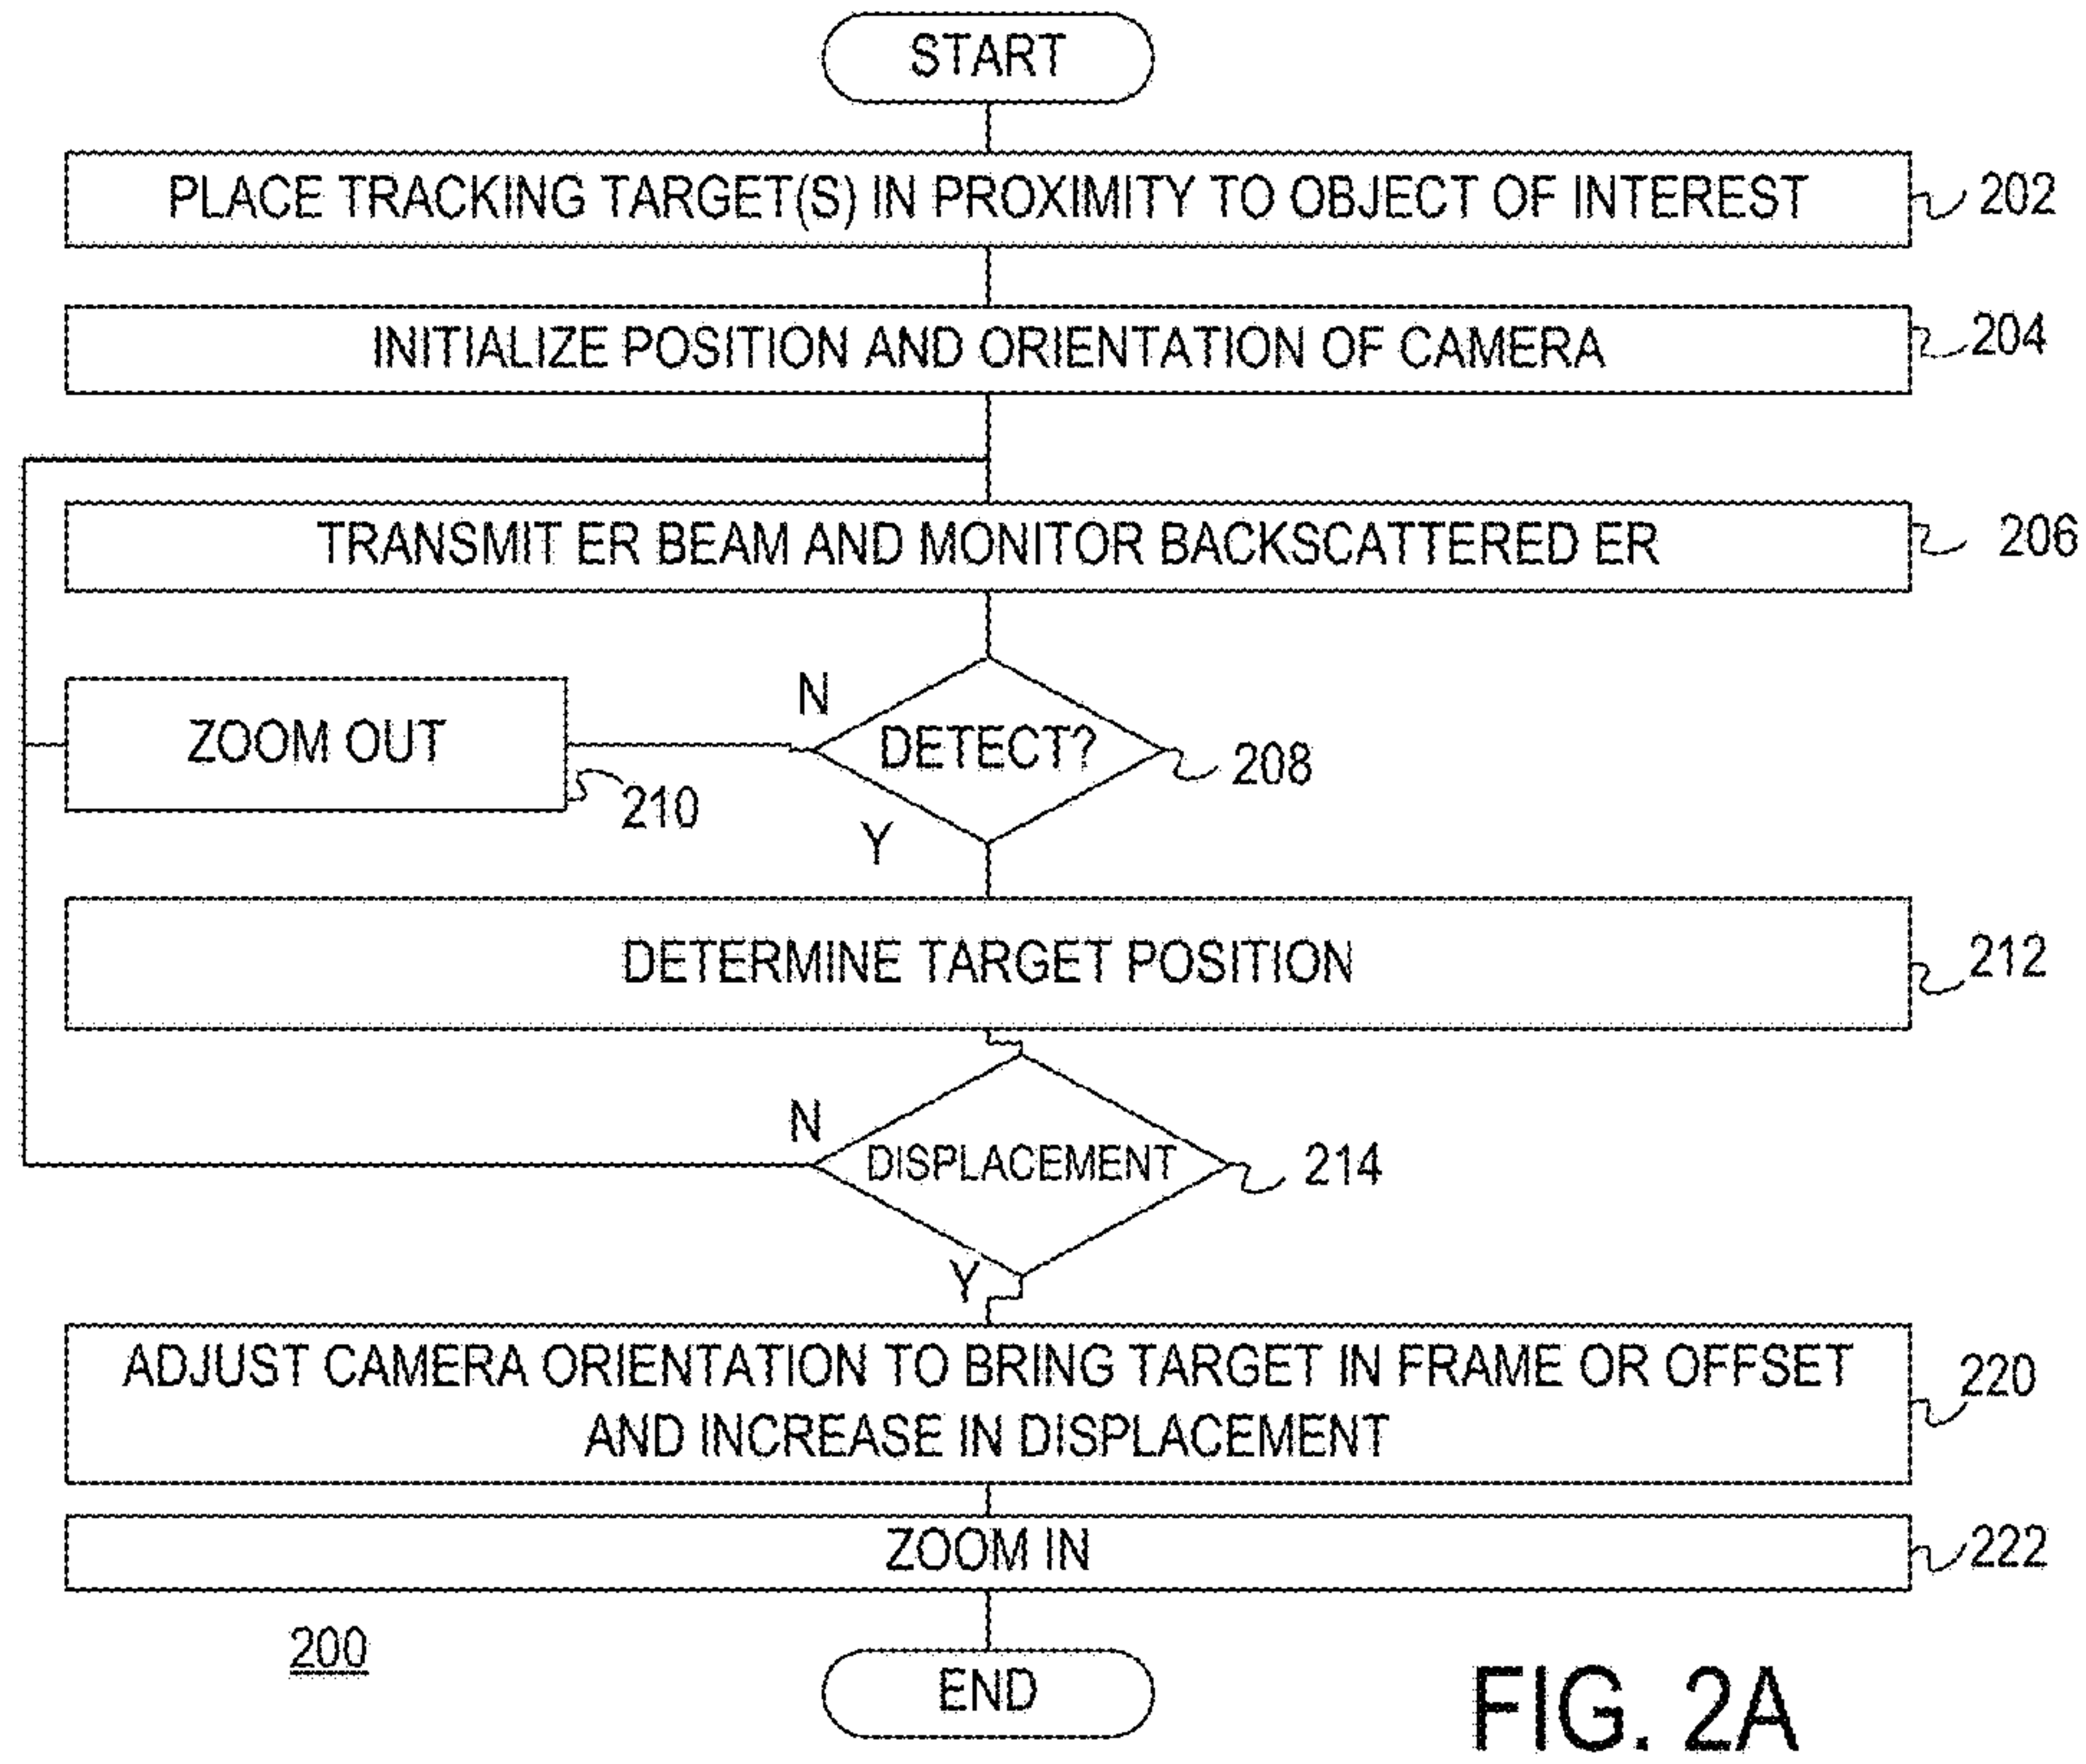 START
PLACE TRACKING TARGET(S) IN PROXIMITY TO OBJECT OF INTEREST
202
INITIALIZE POSITION AND ORIENTATION OF CAMERA
204
TRANSMIT ER BEAM AND MONITOR BACKSCATTERED ER
206
N
ZOOM OUT
DETECT?
208
210
Y
DETERMINE TARGET POSITION
212
N
DISPLACEMENT
214
Y
ADJUST CAMERA ORIENTATION TO BRING TARGET IN FRAME OR OFFSET
AND INCREASE IN DISPLACEMENT
220
ZOOM IN
222
200
END
FIG. 2A